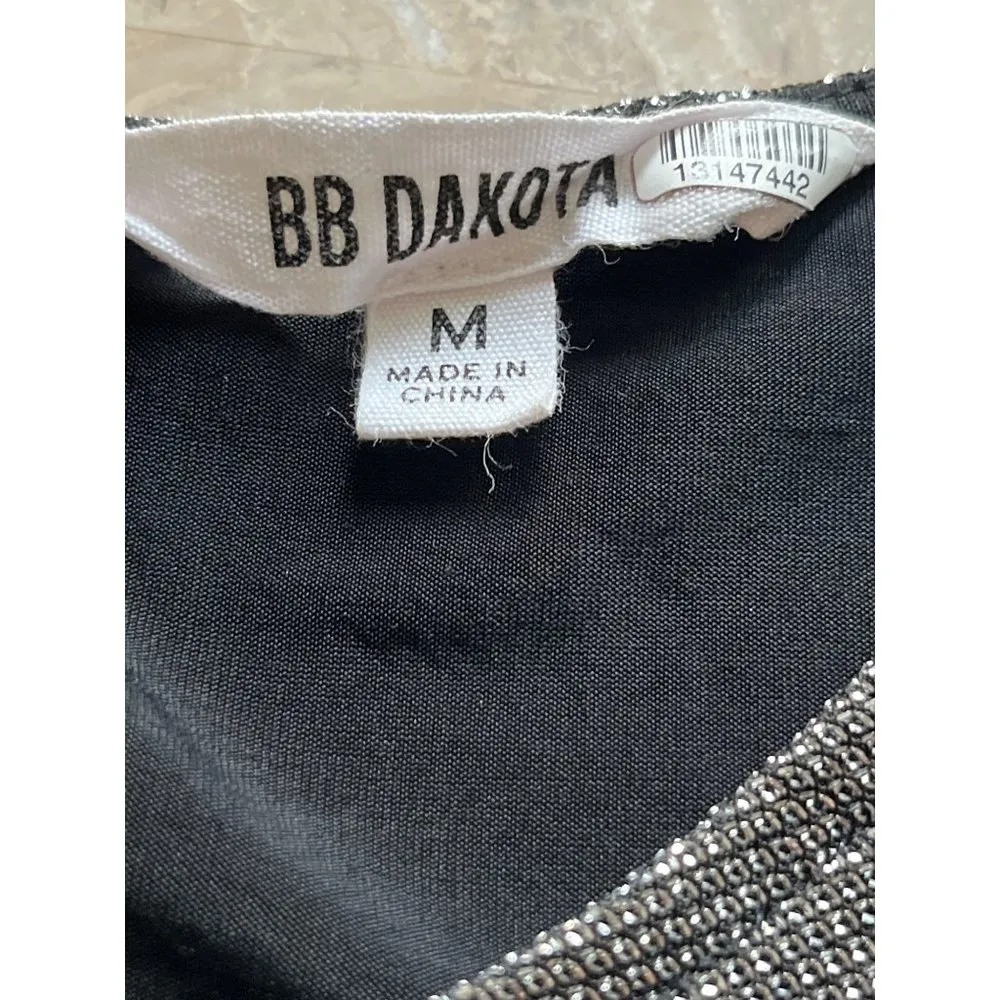 BB DAKOTA
13147442
M
MADE IN
CHINA